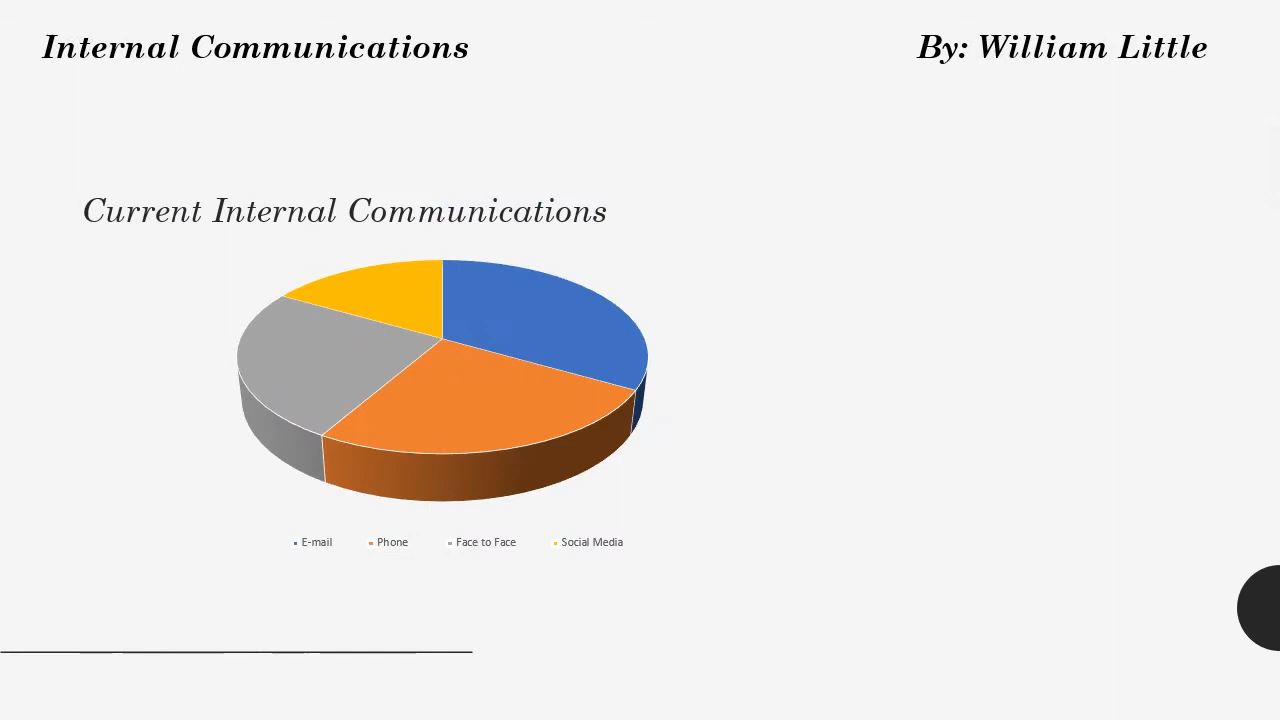 Internal Communications
By: William Little
Current Internal Communications
E-mail Phone Face to Face Social Media